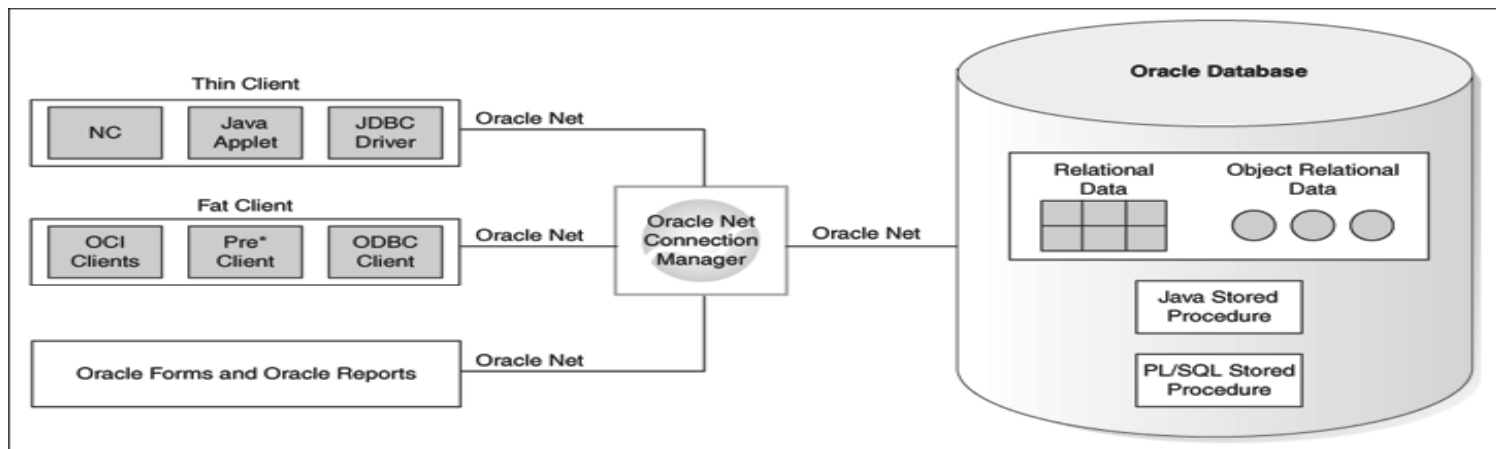 Thin Client
NC
Java
Applet
JDBC
Driver
Oracle Net
Fat Client
OCI
Clients
Pre*
Client
ODBC
Client
Oracle Net
Oracle Forms and Oracle Reports
Oracle Net
Oracle Net
Connection
Manager
Oracle Net
Oracle Database
Relational
Data
Object Relational
Data
Java Stored
Procedure
PL/SQL Stored
Procedure